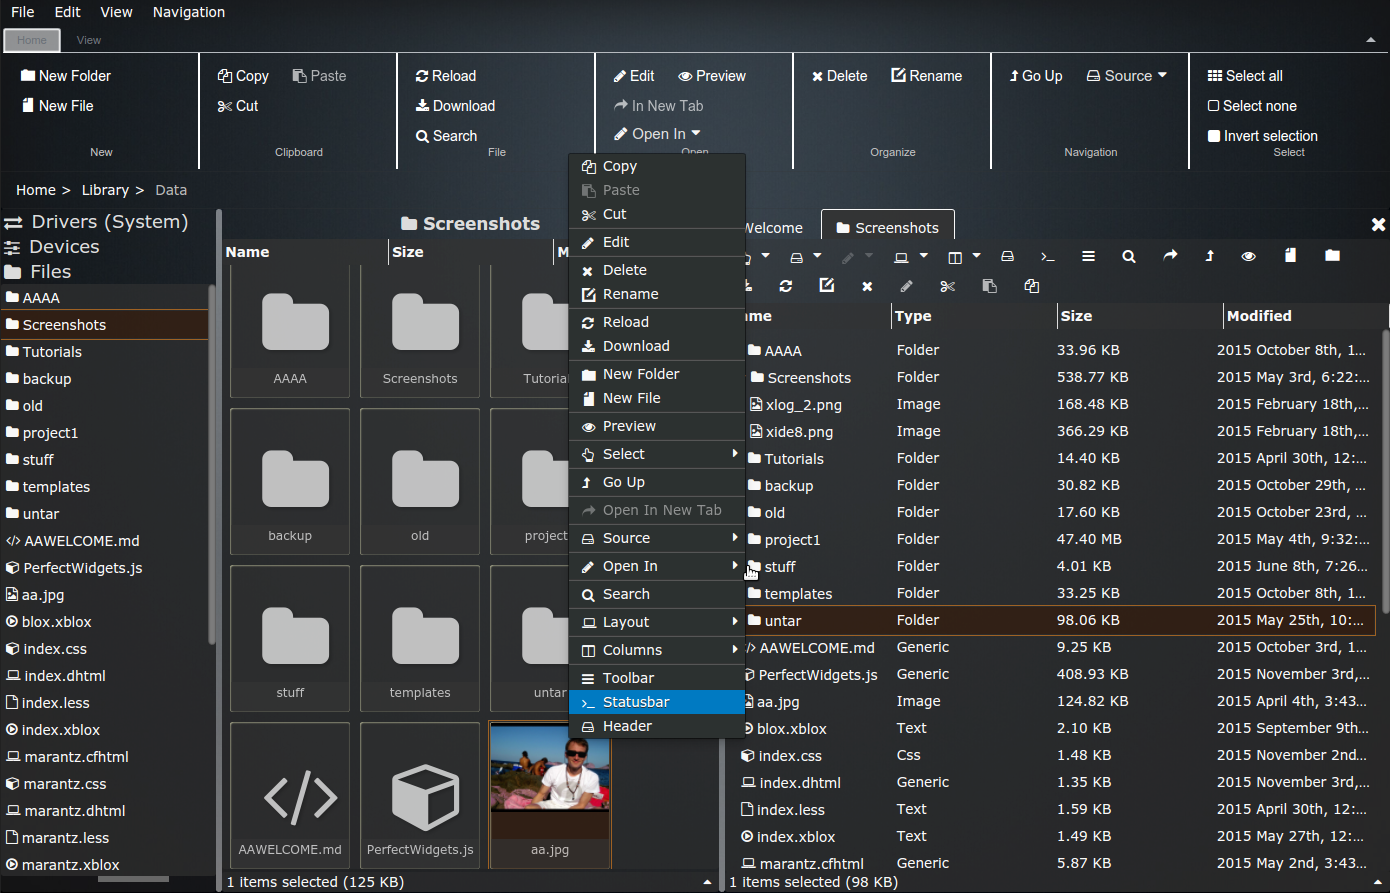 File Edit View Navigation
Home View
New Folder
New File
New
Copy Paste
Cut
Clipboard
Reload
Download
Search
File
Edit Preview
In New Tab
Open In
Open
Delete Rename
Organize
Go Up Source
Navigation
Select all
Select none
Invert selection
Select
Home > Library > Data
Drivers (System)
Devices
Files
AAAA
Screenshots
Tutorials
backup
old
project1
stuff
templates
untar
AAWELCOME.md
PerfectWidgets.js
aa.jpg
blox.xblox
index.css
index.dhtml
index.less
index.xblox
marantz.cfhtml
marantz.css
marantz.dhtml
marantz.less
marantz.xblox
Screenshots
Name Size M
AAAA Screenshots Tutoria
backup old project
stuff templates untar
AAWELCOME.md PerfectWidgets.js aa.jpg
1 items selected (125 KB)
Copy
Paste
Cut
Edit
Delete
Rename
Reload
Download
New Folder
New File
Preview
Select
Go Up
Open In New Tab
Source
Open In
Search
Layout
Columns
Toolbar
Statusbar
Header
Welcome Screenshots
me Type Size Modified
AAAA Folder 33.96 KB 2015 October 8th, 1...
Screenshots Folder 538.77 KB 2015 May 3rd, 6:22:...
xlog_2.png Image 168.48 KB 2015 February 18th,...
xide8.png Image 366.29 KB 2015 February 18th,...
Tutorials Folder 14.40 KB 2015 April 30th, 12:...
backup Folder 30.82 KB 2015 October 29th, ...
old Folder 17.60 KB 2015 October 23rd, ...
project1 Folder 47.40 MB 2015 May 4th, 9:32:...
stuff Folder 4.01 KB 2015 June 8th, 7:26...
templates Folder 33.25 KB 2015 October 8th, 1...
untar Folder 98.06 KB 2015 May 25th, 10:...
AAWELCOME.md Generic 9.25 KB 2015 October 3rd, 1...
PerfectWidgets.js Generic 408.93 KB 2015 November 3rd,...
aa.jpg Image 124.82 KB 2015 April 4th, 3:43...
blox.xblox Text 2.10 KB 2015 September 9th...
index.css Css 1.48 KB 2015 November 2nd...
index.dhtml Generic 1.35 KB 2015 November 3rd,...
index.less Text 1.59 KB 2015 April 30th, 12:...
index.xblox Text 1.49 KB 2015 May 27th, 12:...
marantz.cfhtml Generic 5.87 KB 2015 May 2nd, 3:43...
1 items selected (98 KB)